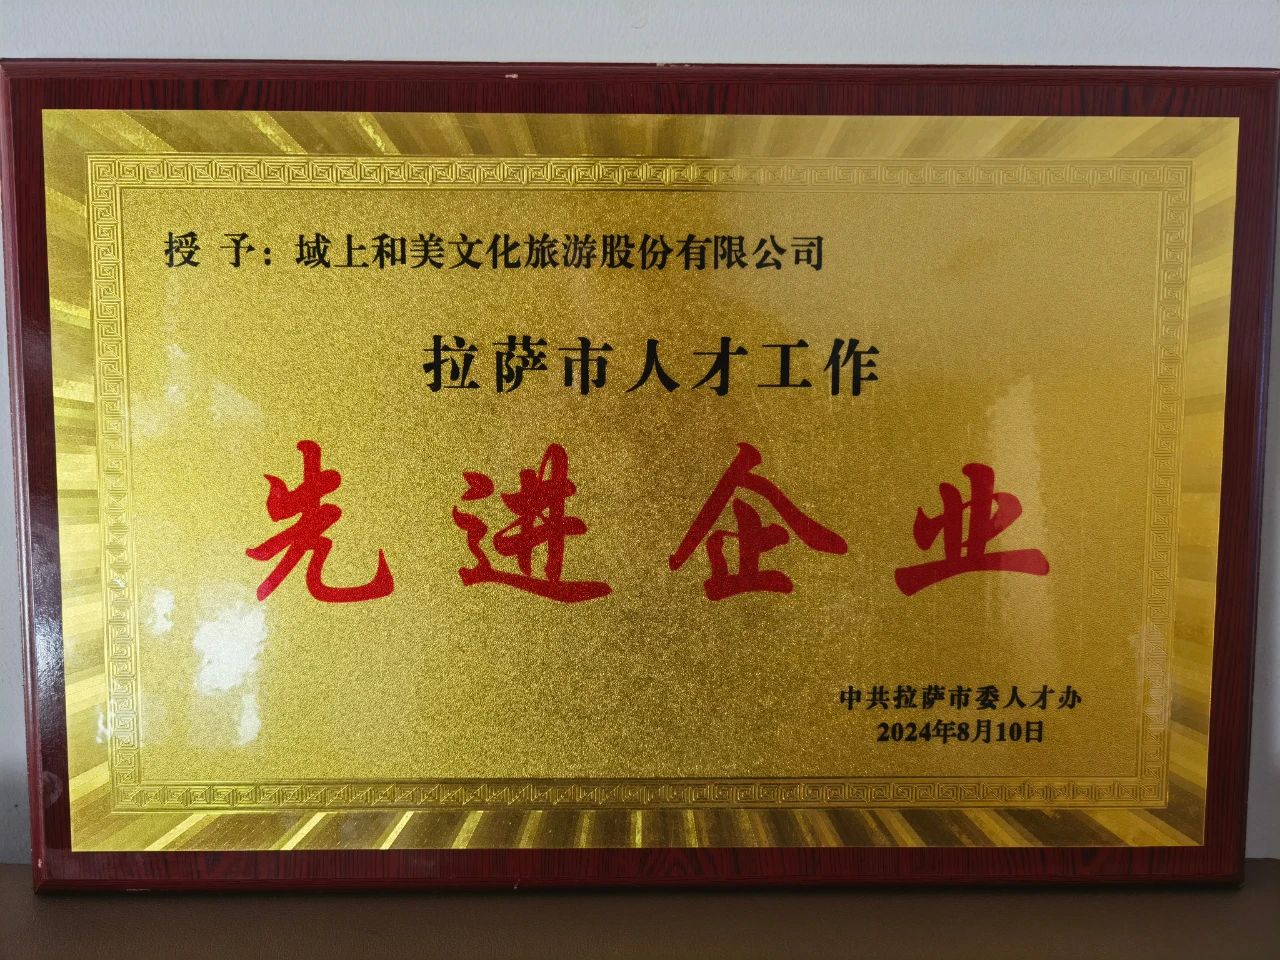 授 予：域上和美文化旅游股份有限公司
拉萨市人才工作
先进企业
中共拉萨市委人才办
2024年8月10日